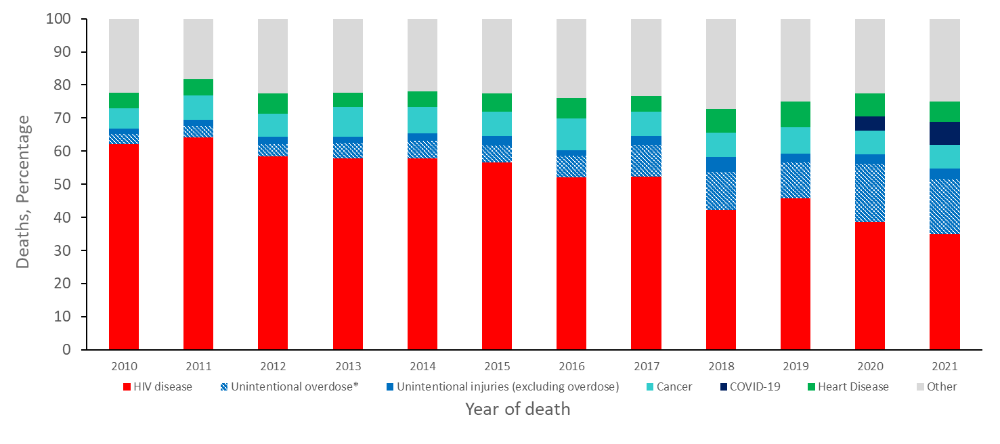 100
90
80
70
60
50
40
30
20
10
0
Deaths, Percentage
2010 2011 2012 2013 2014 2015 2016 2017 2018 2019 2020 2021
HIV disease Unintentional overdose* Unintentional injuries (excluding overdose) Cancer COVID-19 Heart Disease Other
Year of death